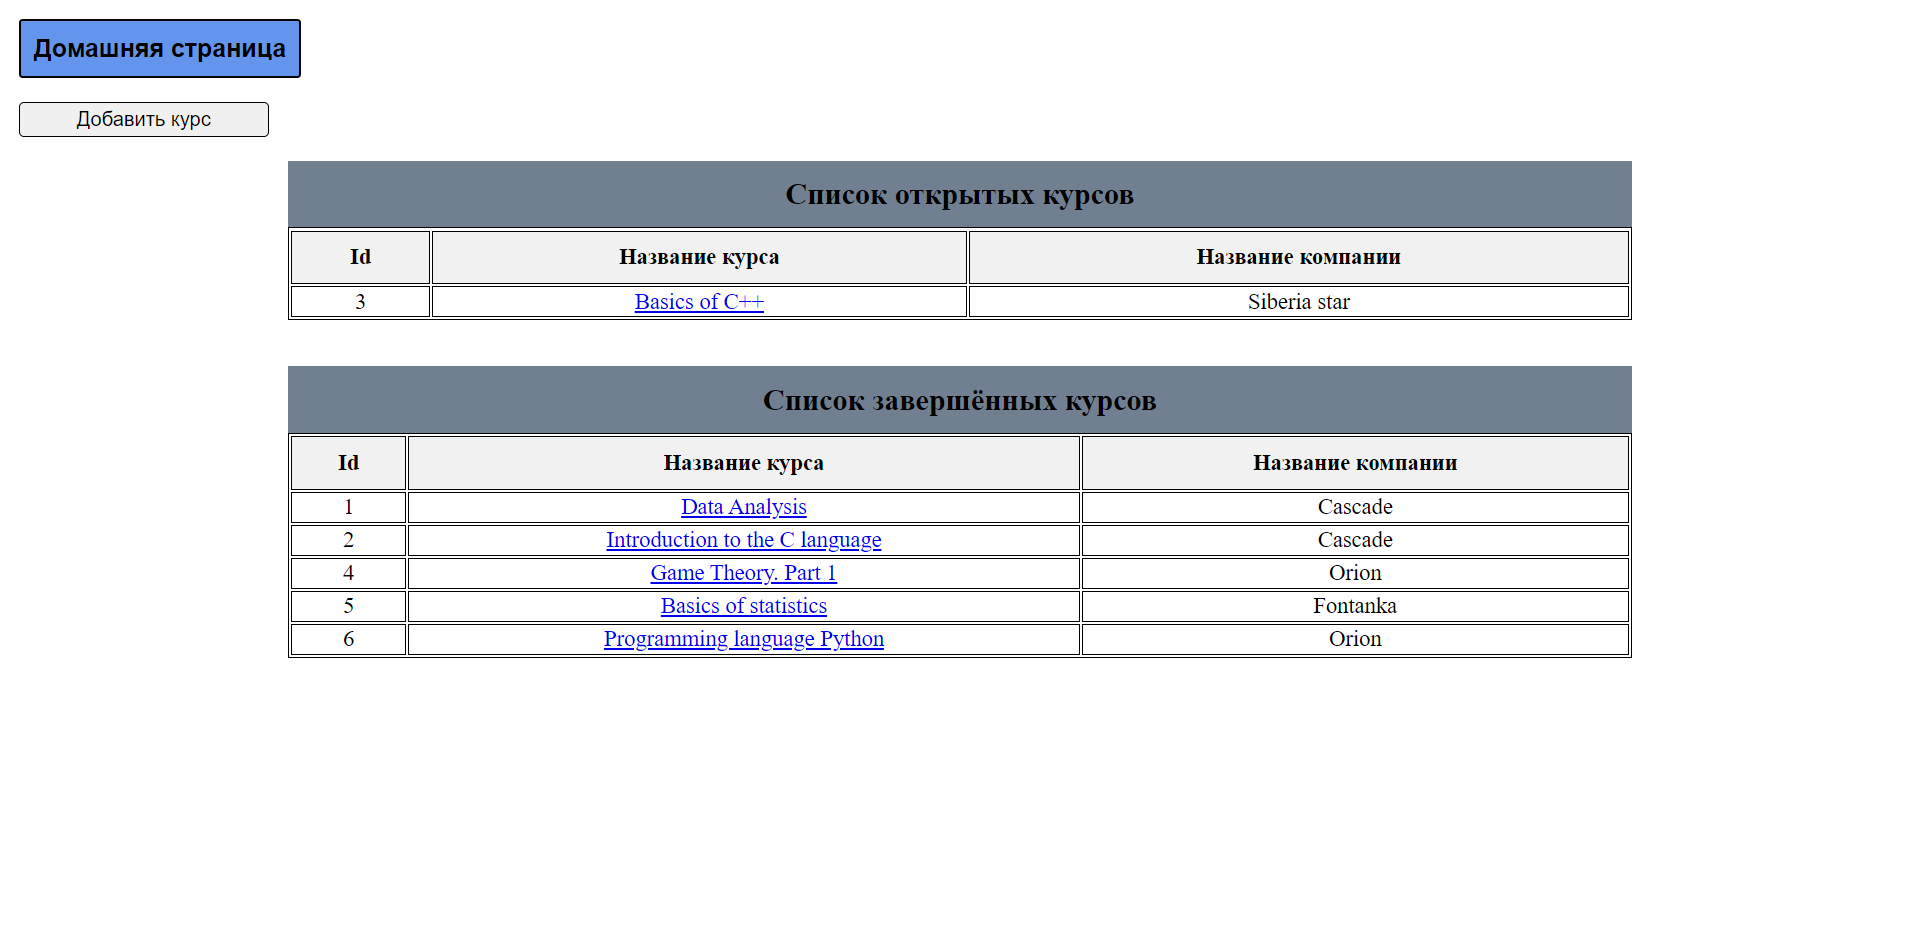 Домашняя страница
Добавить курс
Список открытых курсов
Id Название курса Название компании
3 Basics of C++ Siberia star
Список завершённых курсов
Id Название курса Название компании
1 Data Analysis Cascade
2 Introduction to the C language Cascade
4 Game Theory. Part 1 Orion
5 Basics of statistics Fontanka
6 Programming language Python Orion